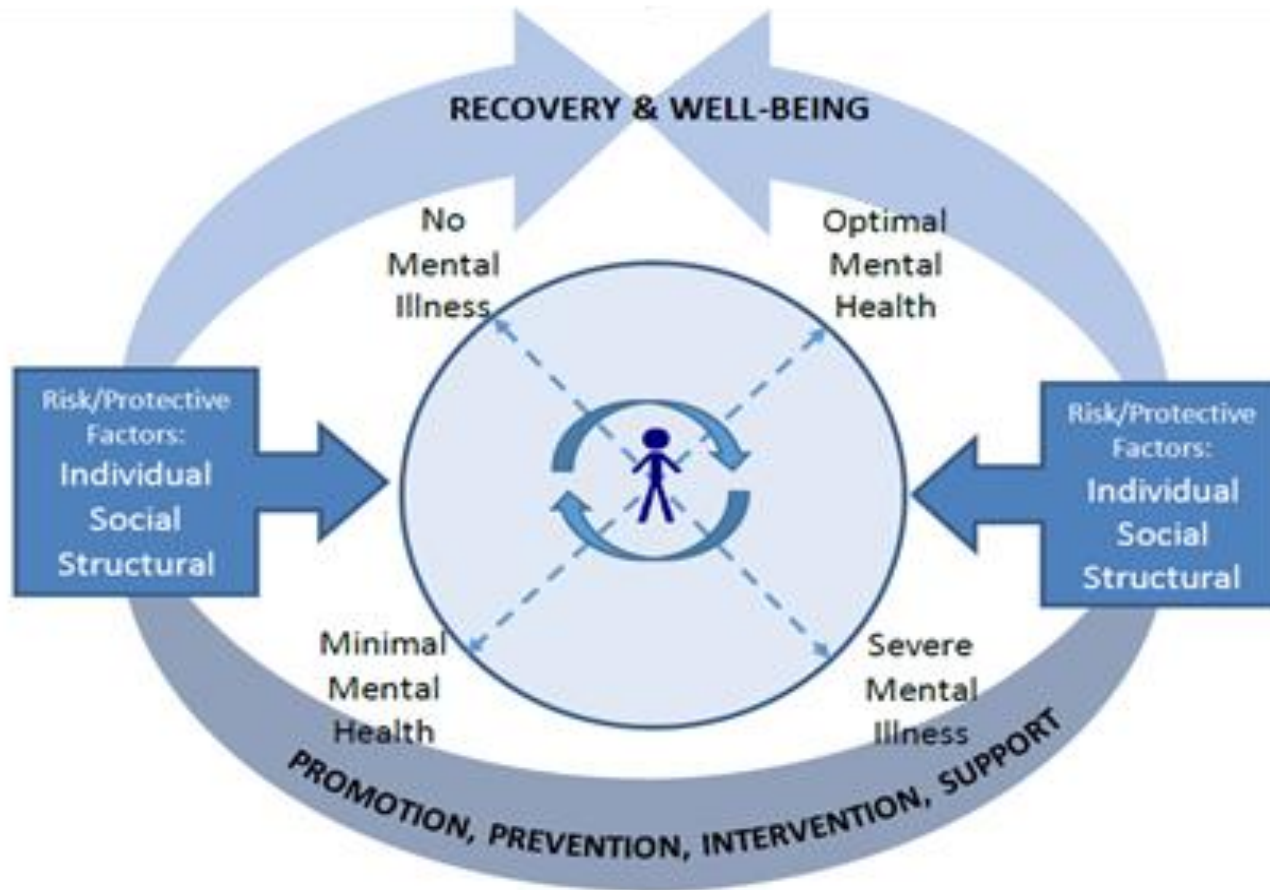 RECOVERY & WELL-BEING
No
Mental
Illness
Optimal
Mental
Health
Risk/Protective
Factors:
Individual
Social
Structural
Risk/Protective
Factors:
Individual
Social
Structural
Minimal
Mental
Health
Severe
Mental
Illness
PROMOTION, PREVENTION, INTERVENTION, SUPPORT